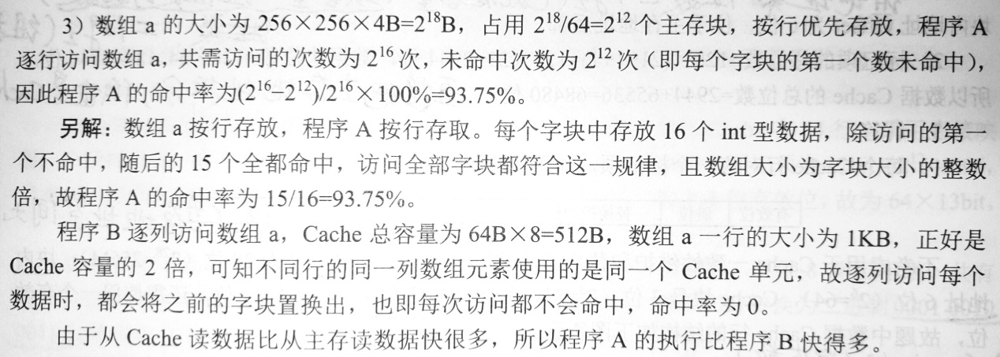 3）数组 a 的大小为 256×256×4B=2¹⁸B，占用 2¹⁸/64=2¹²个主存块，按行优先存放，程序 A
逐行访问数组 a，共需访问的次数为 2¹⁶ 次，未命中次数为 2¹² 次（即每个字块的第一个数未命中），
因此程序 A 的命中率为(2¹⁶−2¹²)/2¹⁶×100%=93.75%。
另解：数组 a 按行存放，程序 A 按行存取。每个字块中存放 16 个 int 型数据，除访问的第一
个不命中，随后的 15 个全都命中，访问全部字块都符合这一规律，且数组大小为字块大小的整数
倍，故程序 A 的命中率为 15/16=93.75%。
程序 B 逐列访问数组 a，Cache 总容量为 64B×8=512B，数组 a 一行的大小为 1KB，正好是
Cache 容量的 2 倍，可知不同行的同一列数组元素使用的是同一个 Cache 单元，故逐列访问每个
数据时，都会将之前的字块置换出，也即每次访问都不会命中，命中率为 0。
由于从 Cache 读数据比从主存读数据快很多，所以程序 A 的执行比程序 B 快得多。